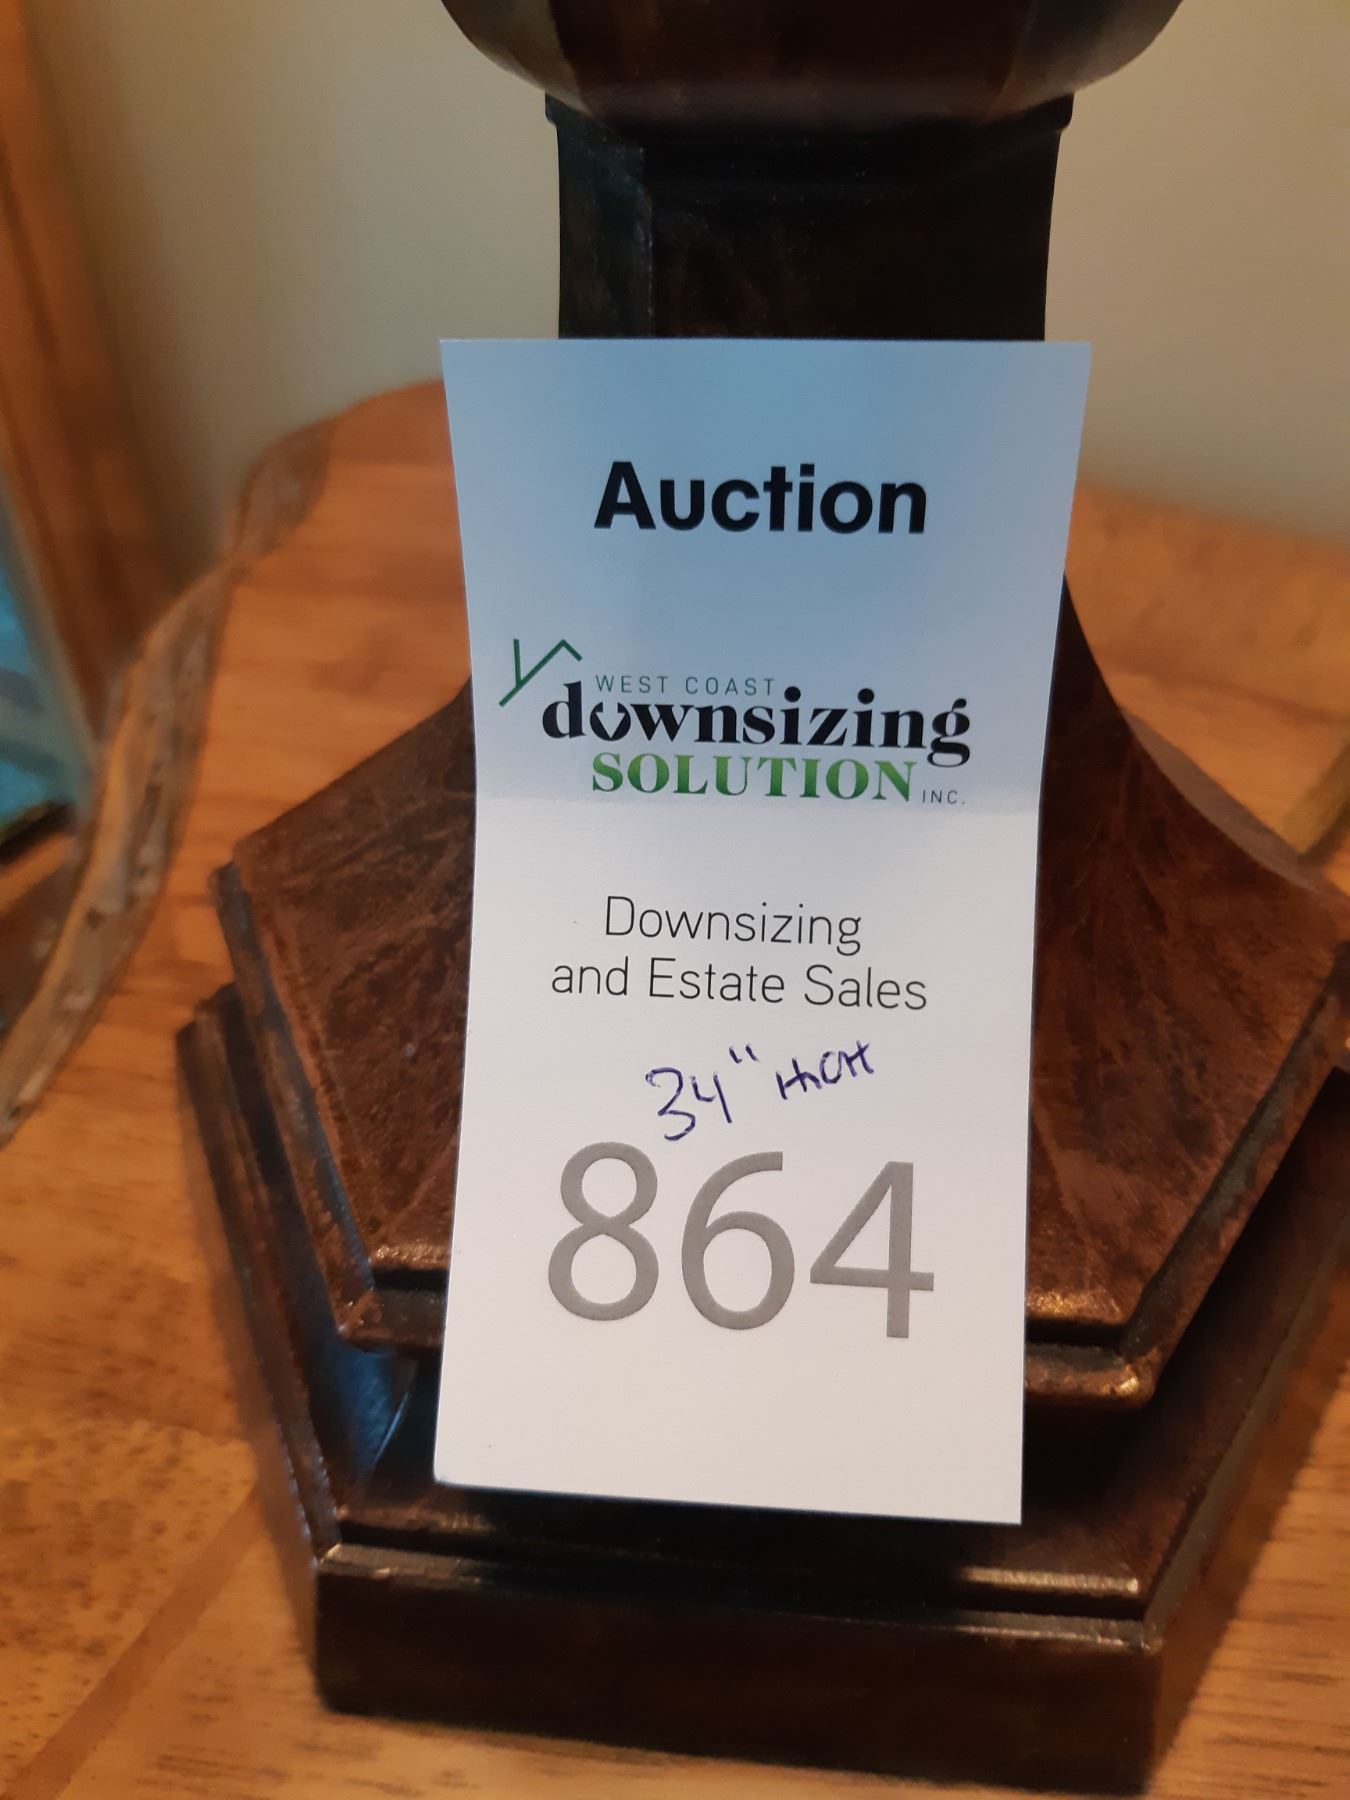 Auction
WEST COAST
downsizing
SOLUTION INC.
Downsizing
and Estate Sales
34" HIGH
864